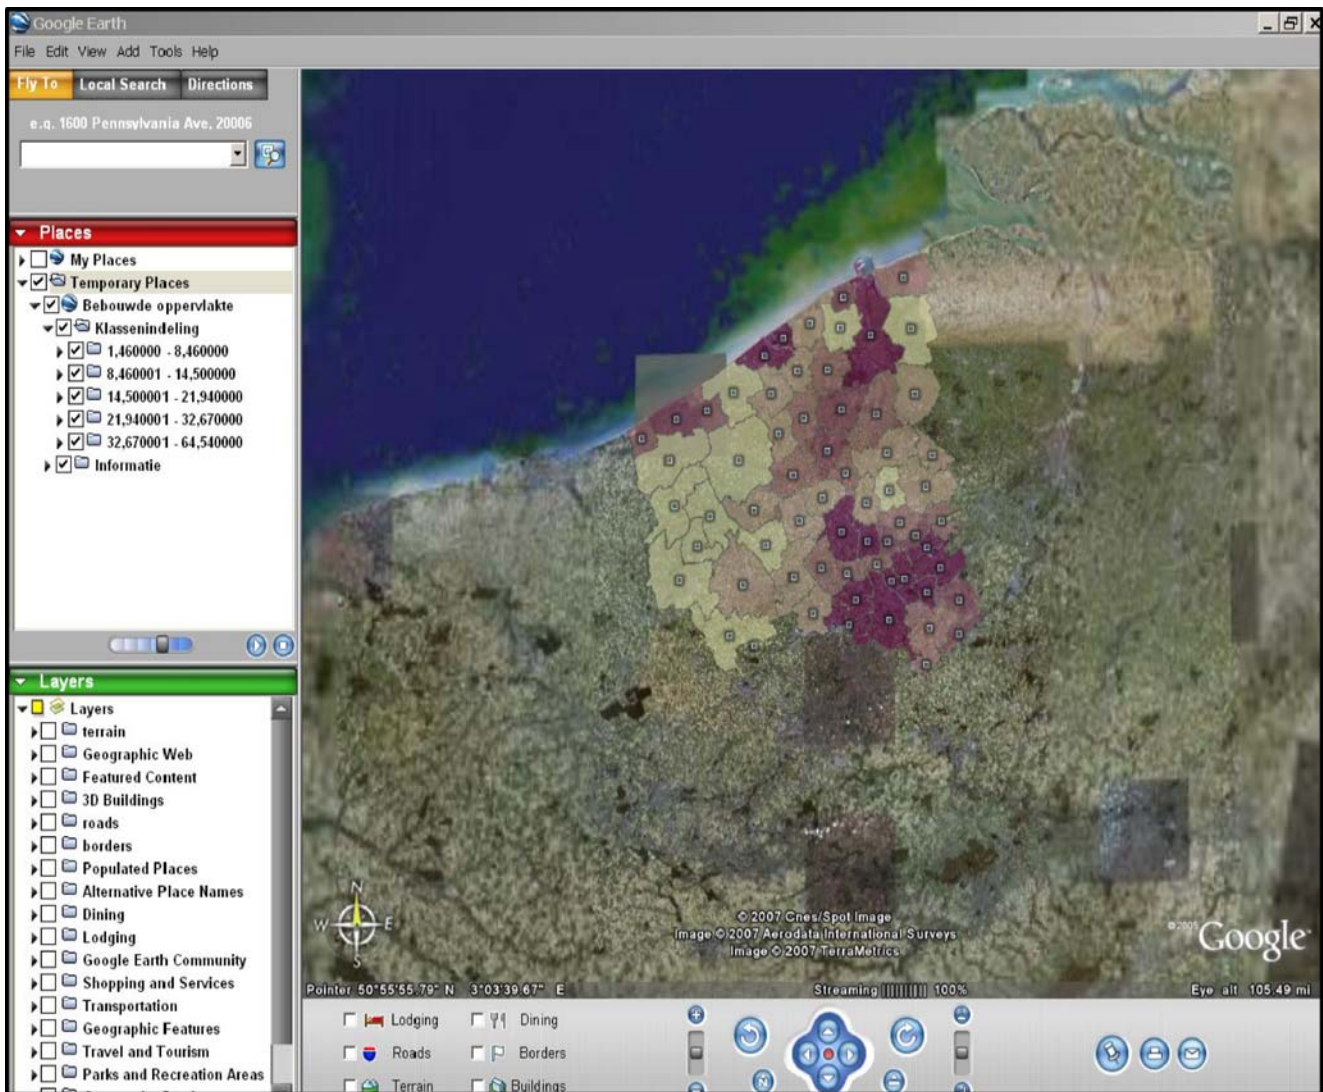 Google Earth
File Edit View Add Tools Help
Fly To Local Search Directions
e.g. 1600 Pennsylvania Ave, 20006
Places
My Places
Temporary Places
Bebouwde oppervlakte
Klassenindeling
1,460000 - 8,460000
8,460001 - 14,500000
14,500001 - 21,940000
21,940001 - 32,670000
32,670001 - 64,540000
Informatie
Layers
Layers
terrain
Geographic Web
Featured Content
3D Buildings
roads
borders
Populated Places
Alternative Place Names
Dining
Lodging
Google Earth Community
Shopping and Services
Transportation
Geographic Features
Travel and Tourism
Parks and Recreation Areas
N
W E
S
© 2007 Cnes/Spot Image
Image © 2007 Aerodata International Surveys
Image © 2007 TerraMetrics
©2005 Google
Pointer 50°55'55.79" N 3°03'39.67" E Streaming 100% Eye alt 105.49 mi
Lodging Dining
Roads Borders
Terrain Buildings
N